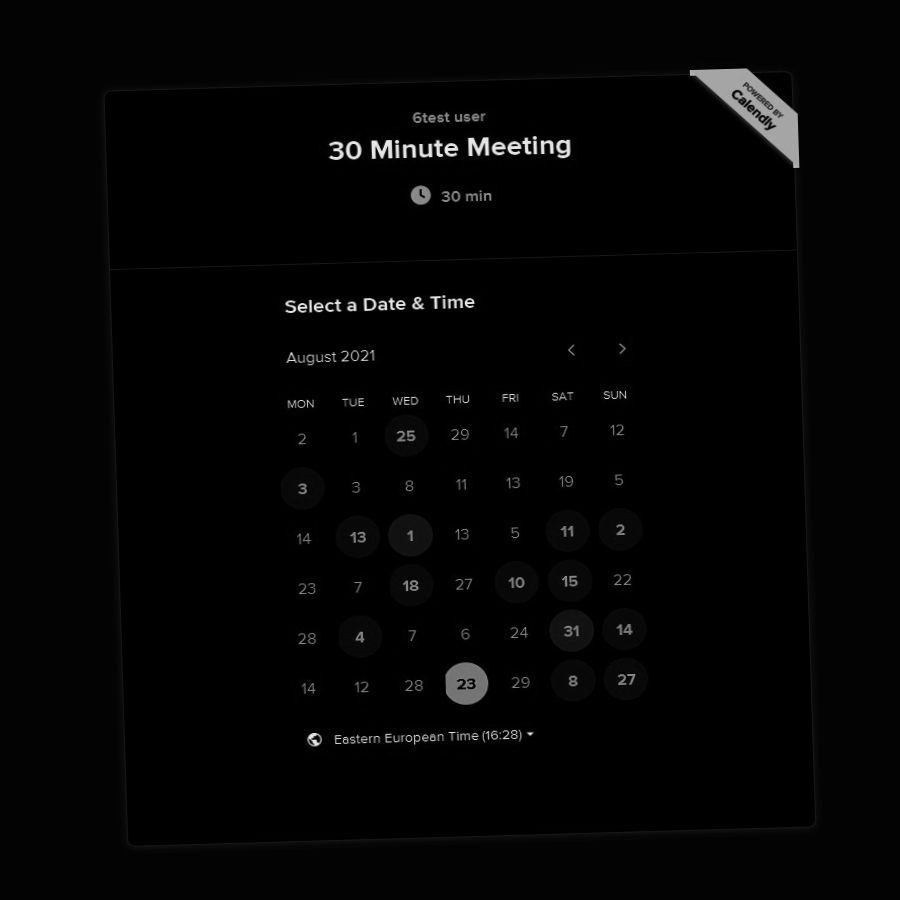 POWERED BY
Calendly
6test user
30 Minute Meeting
30 min
Select a Date & Time
August 2021
MON TUE WED THU FRI SAT SUN
2 1 25 29 14 7 12
3 3 8 11 13 19 5
14 13 1 13 5 11 2
23 7 18 27 10 15 22
28 4 7 6 24 31 14
14 12 28 23 29 8 27
Eastern European Time (16:28)